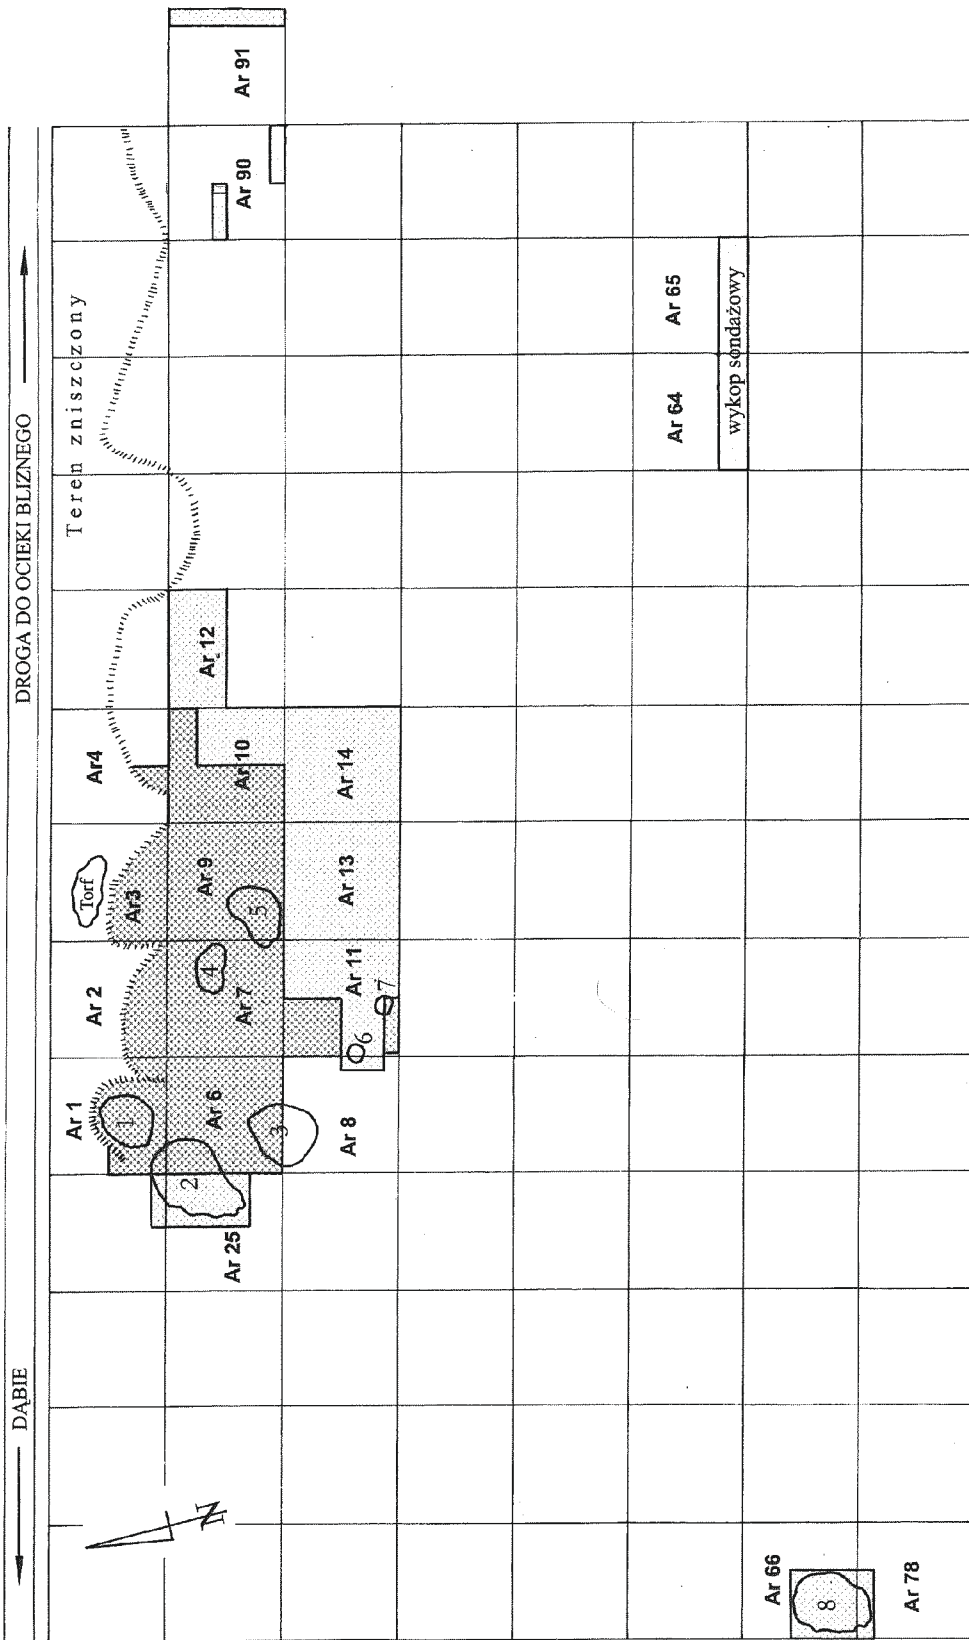 DĄBIE
DROGA DO OCIEKI BLIZNEGO
Teren zniszczony
Ar 1
Ar 2
Torf
Ar3
Ar4
1
2
Ar 6
4
Ar 7
Ar 9
5
Ar 10
Ar 12
Ar 90
Ar 91
Ar 25
3
Ar 8
6
7
Ar 11
Ar 13
Ar 14
Ar 64
Ar 65
wykop sondażowy
N
Ar 66
8
Ar 78